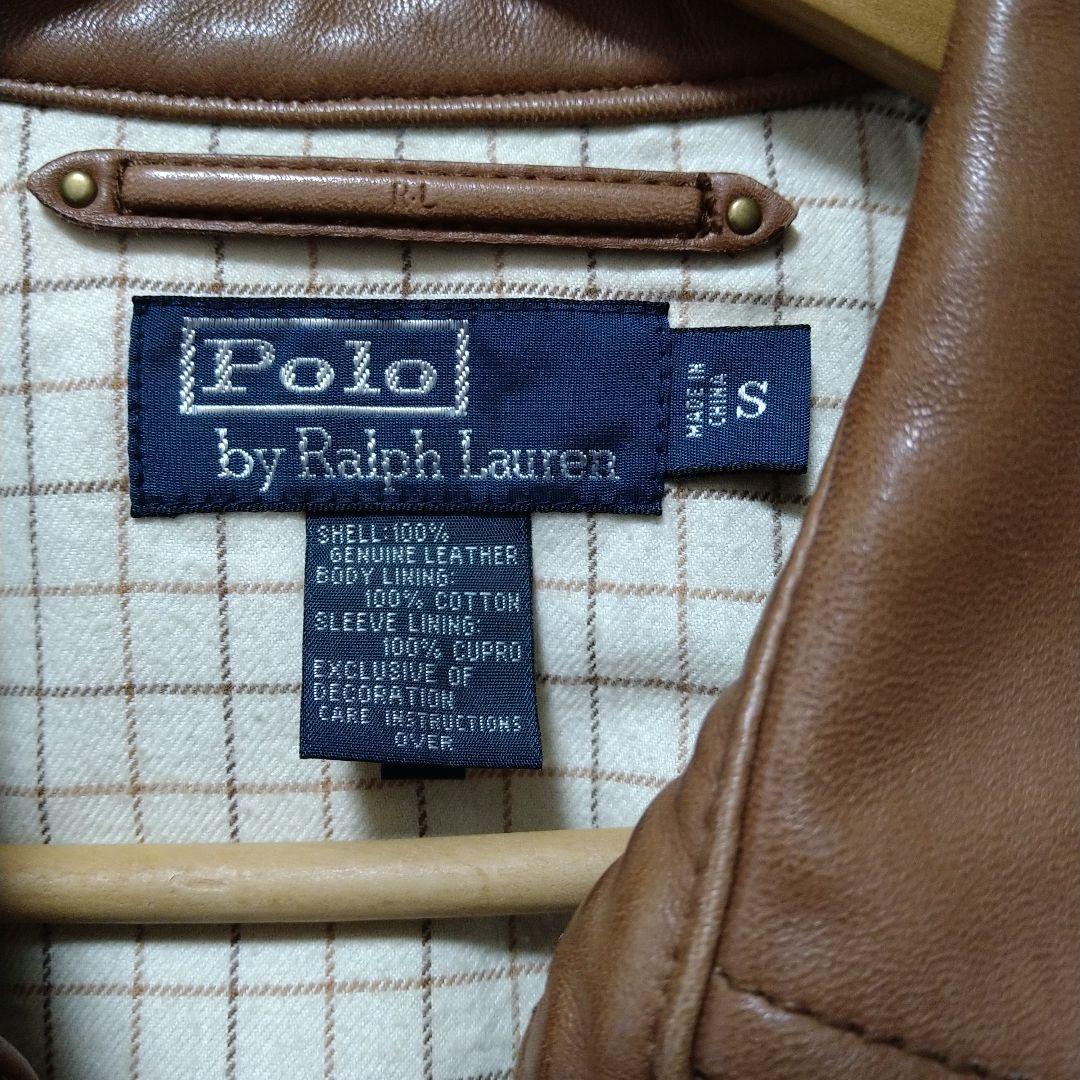 R.L
Polo
by Ralph Lauren
MADE IN
CHINA
S
SHELL:100%
GENUINE LEATHER
BODY LINING:
100% COTTON
SLEEVE LINING:
100% CUPRO
EXCLUSIVE OF
DECORATION
CARE INSTRUCTIONS
OVER